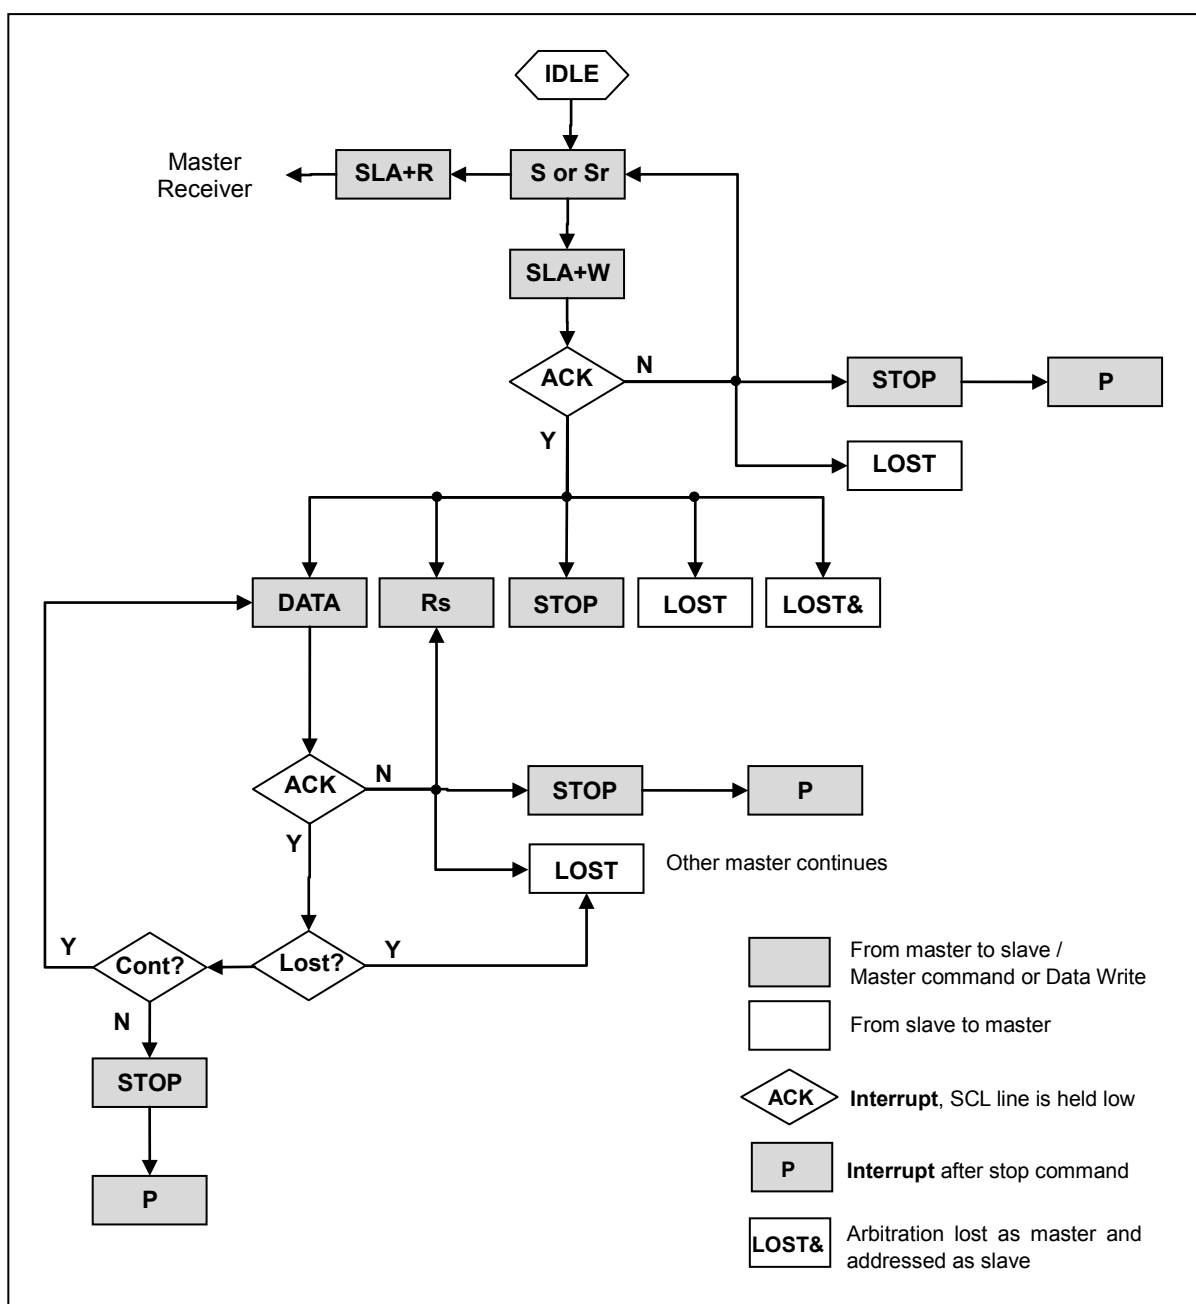 IDLE
Master
Receiver
SLA+R
S or Sr
SLA+W
ACK
N
STOP
P
Y
LOST
DATA
Rs
STOP
LOST
LOST&
ACK
N
STOP
P
Y
LOST
Other master continues
Y
Cont?
Lost?
Y
N
STOP
P
From master to slave /
Master command or Data Write
From slave to master
ACK
Interrupt, SCL line is held low
P
Interrupt after stop command
LOST&
Arbitration lost as master and
addressed as slave